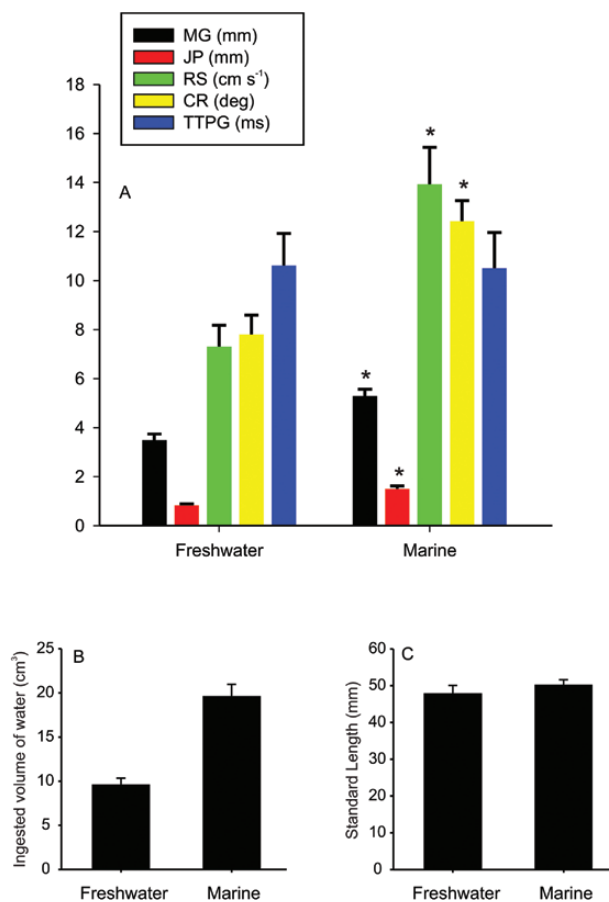 MG (mm)
JP (mm)
RS (cm s⁻¹)
CR (deg)
TTPG (ms)
18
16
14
12
10
8
6
4
2
0
A
*
*
*
*
Freshwater
Marine
B
Ingested volume of water (cm³)
25
20
15
10
5
0
Freshwater
Marine
C
Standard Length (mm)
60
50
40
30
20
10
0
Freshwater
Marine